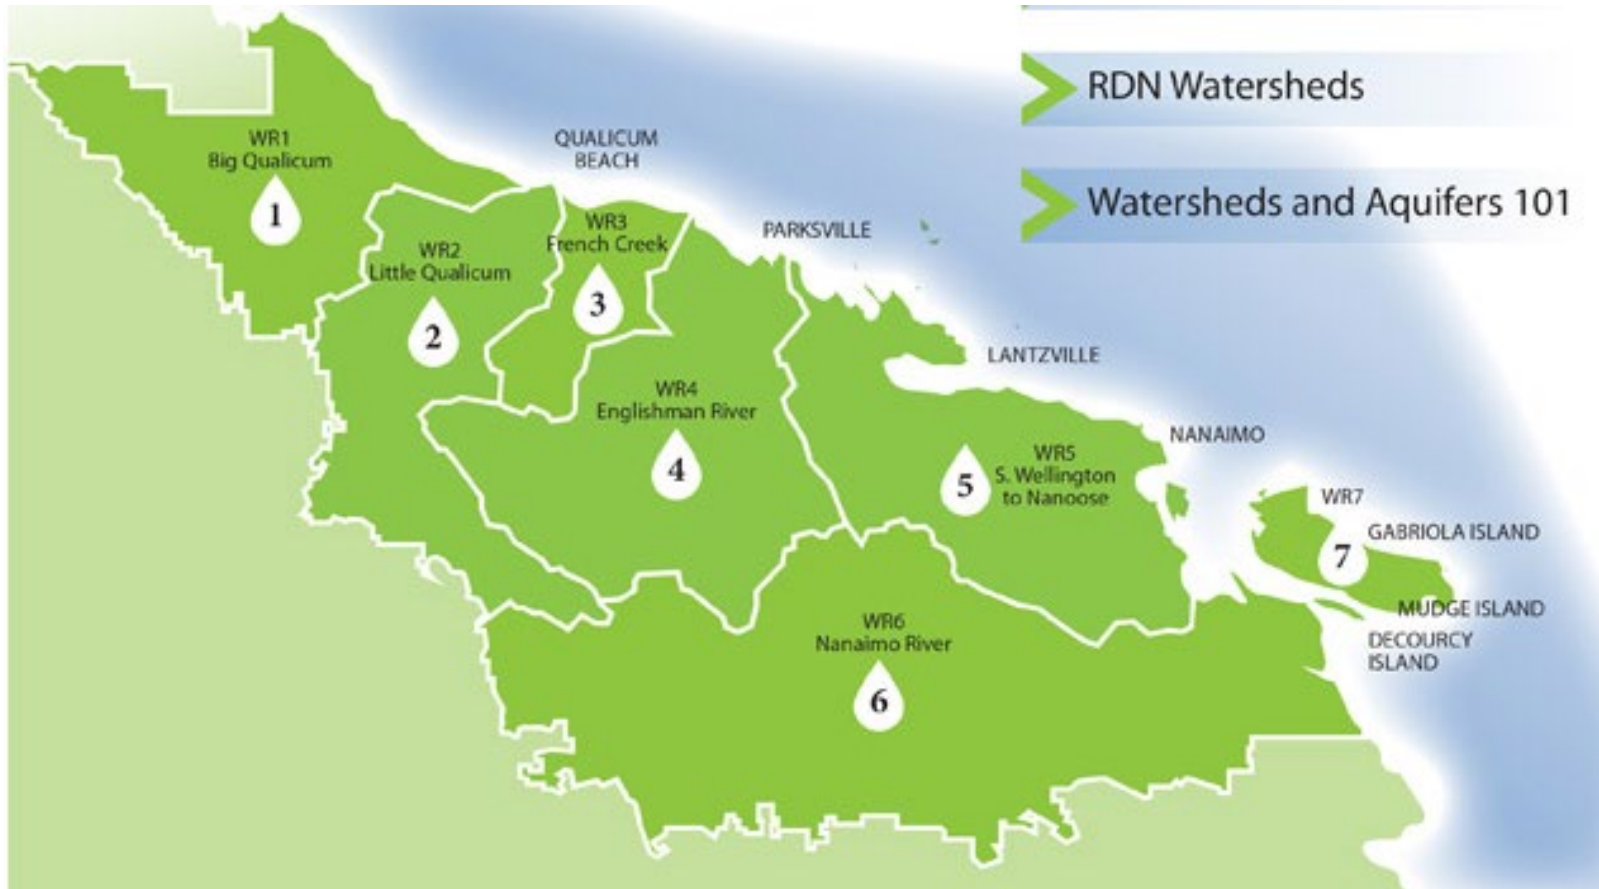 RDN Watersheds
Watersheds and Aquifers 101
WR1
Big Qualicum
1
QUALICUM
BEACH
WR2
Little Qualicum
2
WR3
French Creek
3
PARKSVILLE
WR4
Englishman River
4
LANTZVILLE
NANAIMO
WR5
S. Wellington
to Nanoose
5
WR6
Nanaimo River
6
WR7
7
GABRIOLA ISLAND
MUDGE ISLAND
DECOURCY
ISLAND